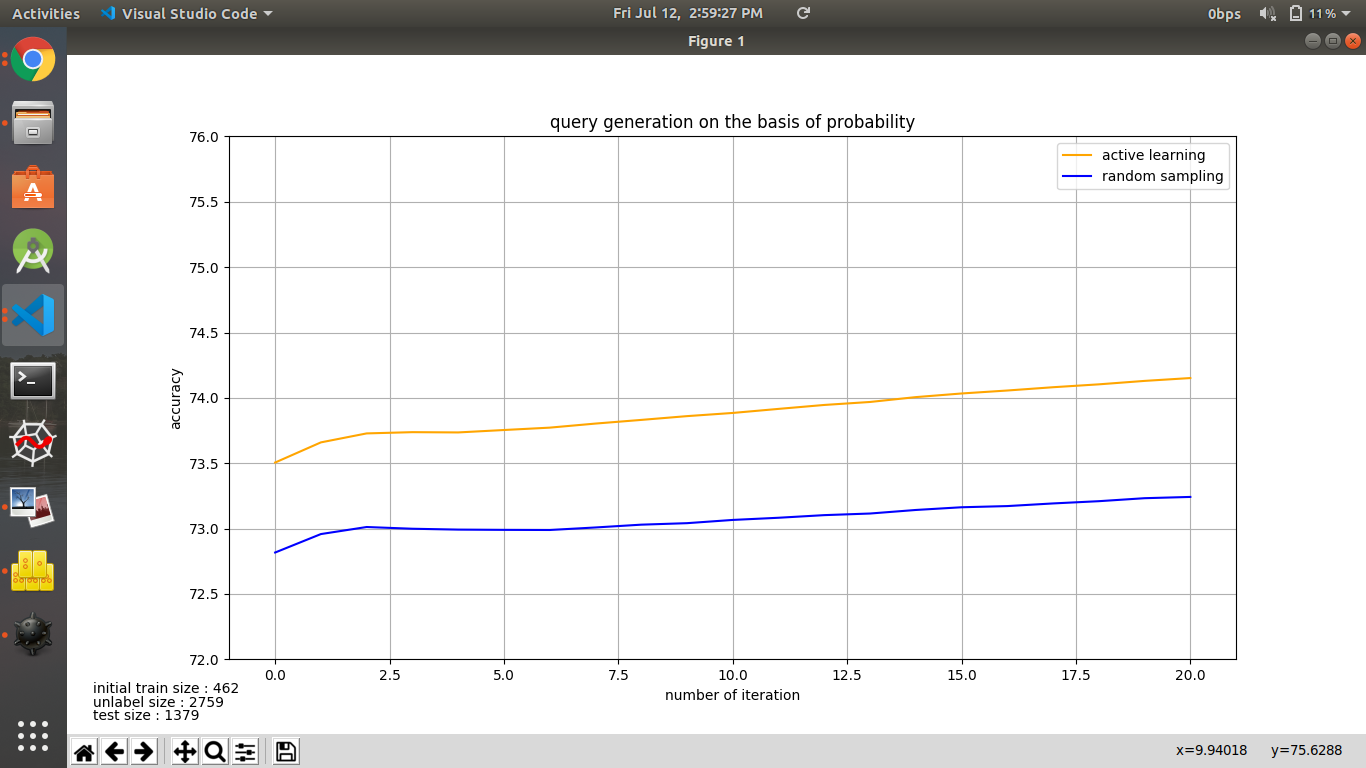 Activities Visual Studio Code Fri Jul 12, 2:59:27 PM 0bps 11%
Figure 1
query generation on the basis of probability
active learning
random sampling
76.0
75.5
75.0
74.5
74.0
73.5
73.0
72.5
72.0
accuracy
0.0 2.5 5.0 7.5 10.0 12.5 15.0 17.5 20.0
number of iteration
initial train size : 462
unlabel size : 2759
test size : 1379
x=9.94018 y=75.6288